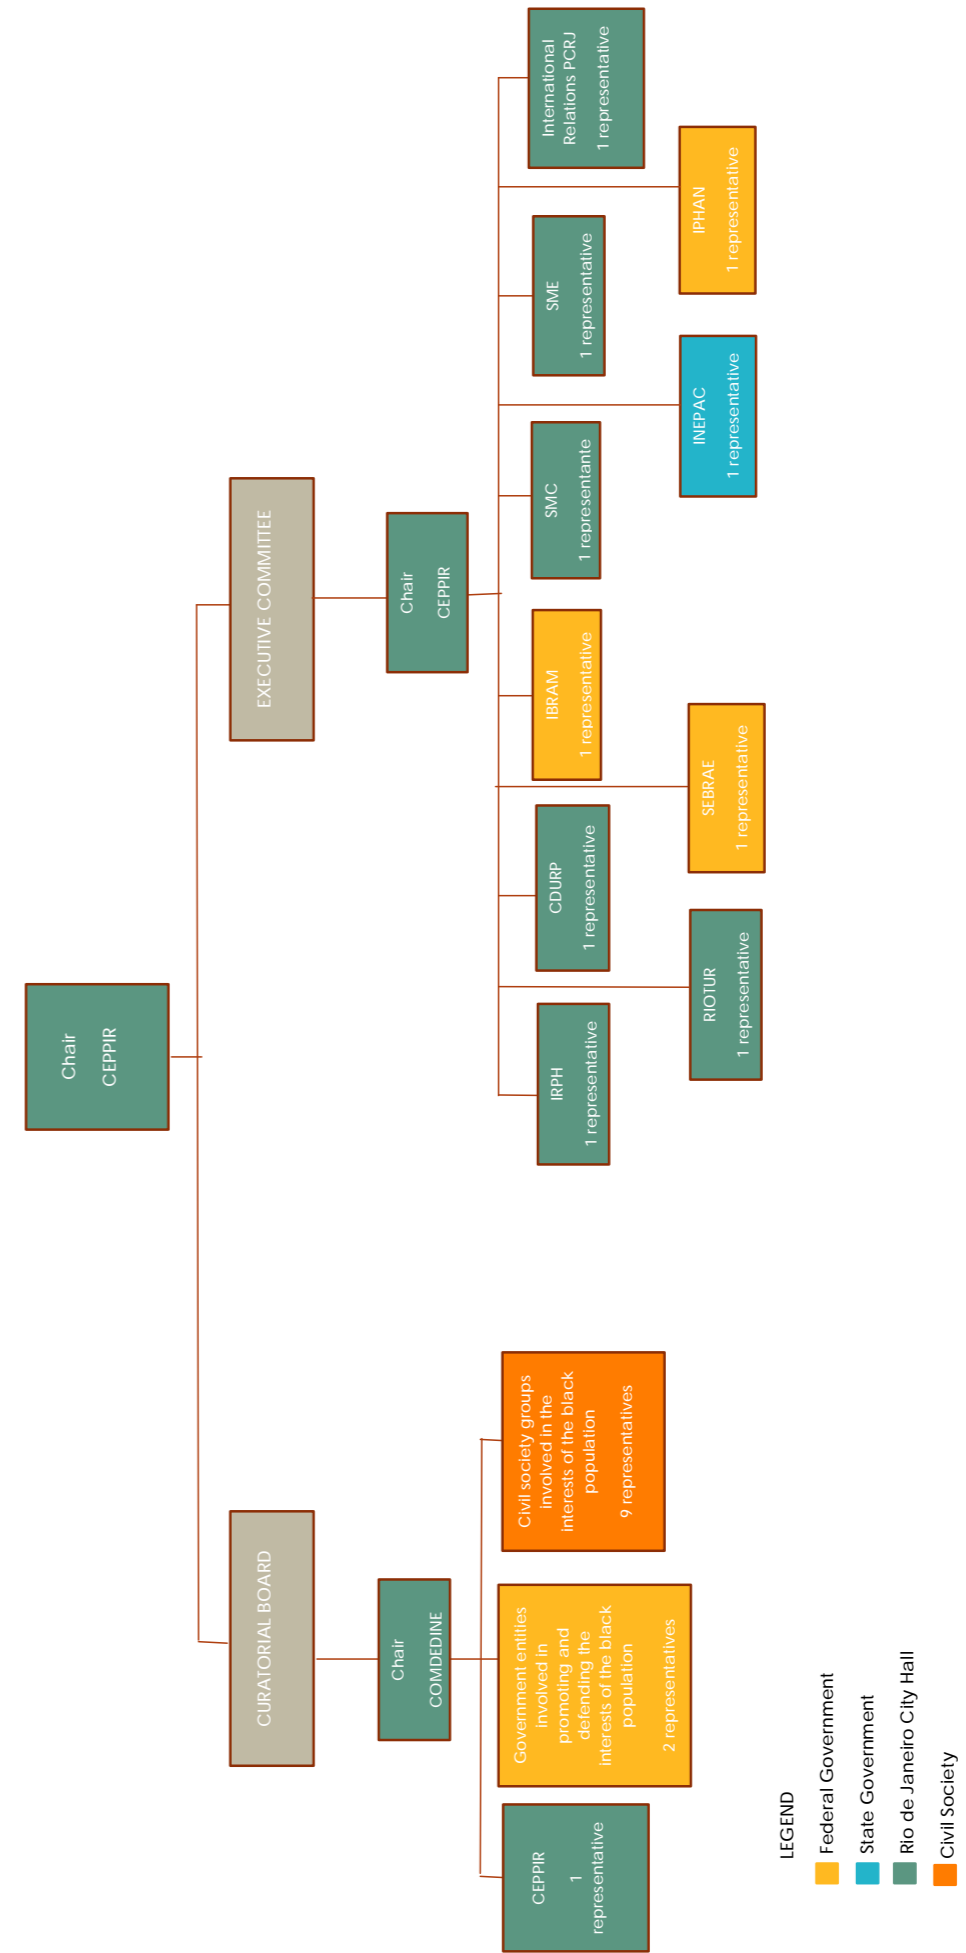 Chair
CEPPIR
CURATORIAL BOARD
EXECUTIVE COMMITTEE
Chair
COMDEDINE
Chair
CEPPIR
CEPPIR
1
representative
Government entities
involved in
promoting and
defending the
interests of the black
population
2 representatives
Civil society groups
involved in the
interests of the black
population
9 representatives
IRPH
1 representative
CDURP
1 representative
IBRAM
1 representative
SMC
1 representante
SME
1 representative
International
Relations PCRJ
1 representative
RIOTUR
1 representative
SEBRAE
1 representative
INEPAC
1 representative
IPHAN
1 representative
LEGEND
Federal Government
State Government
Rio de Janeiro City Hall
Civil Society